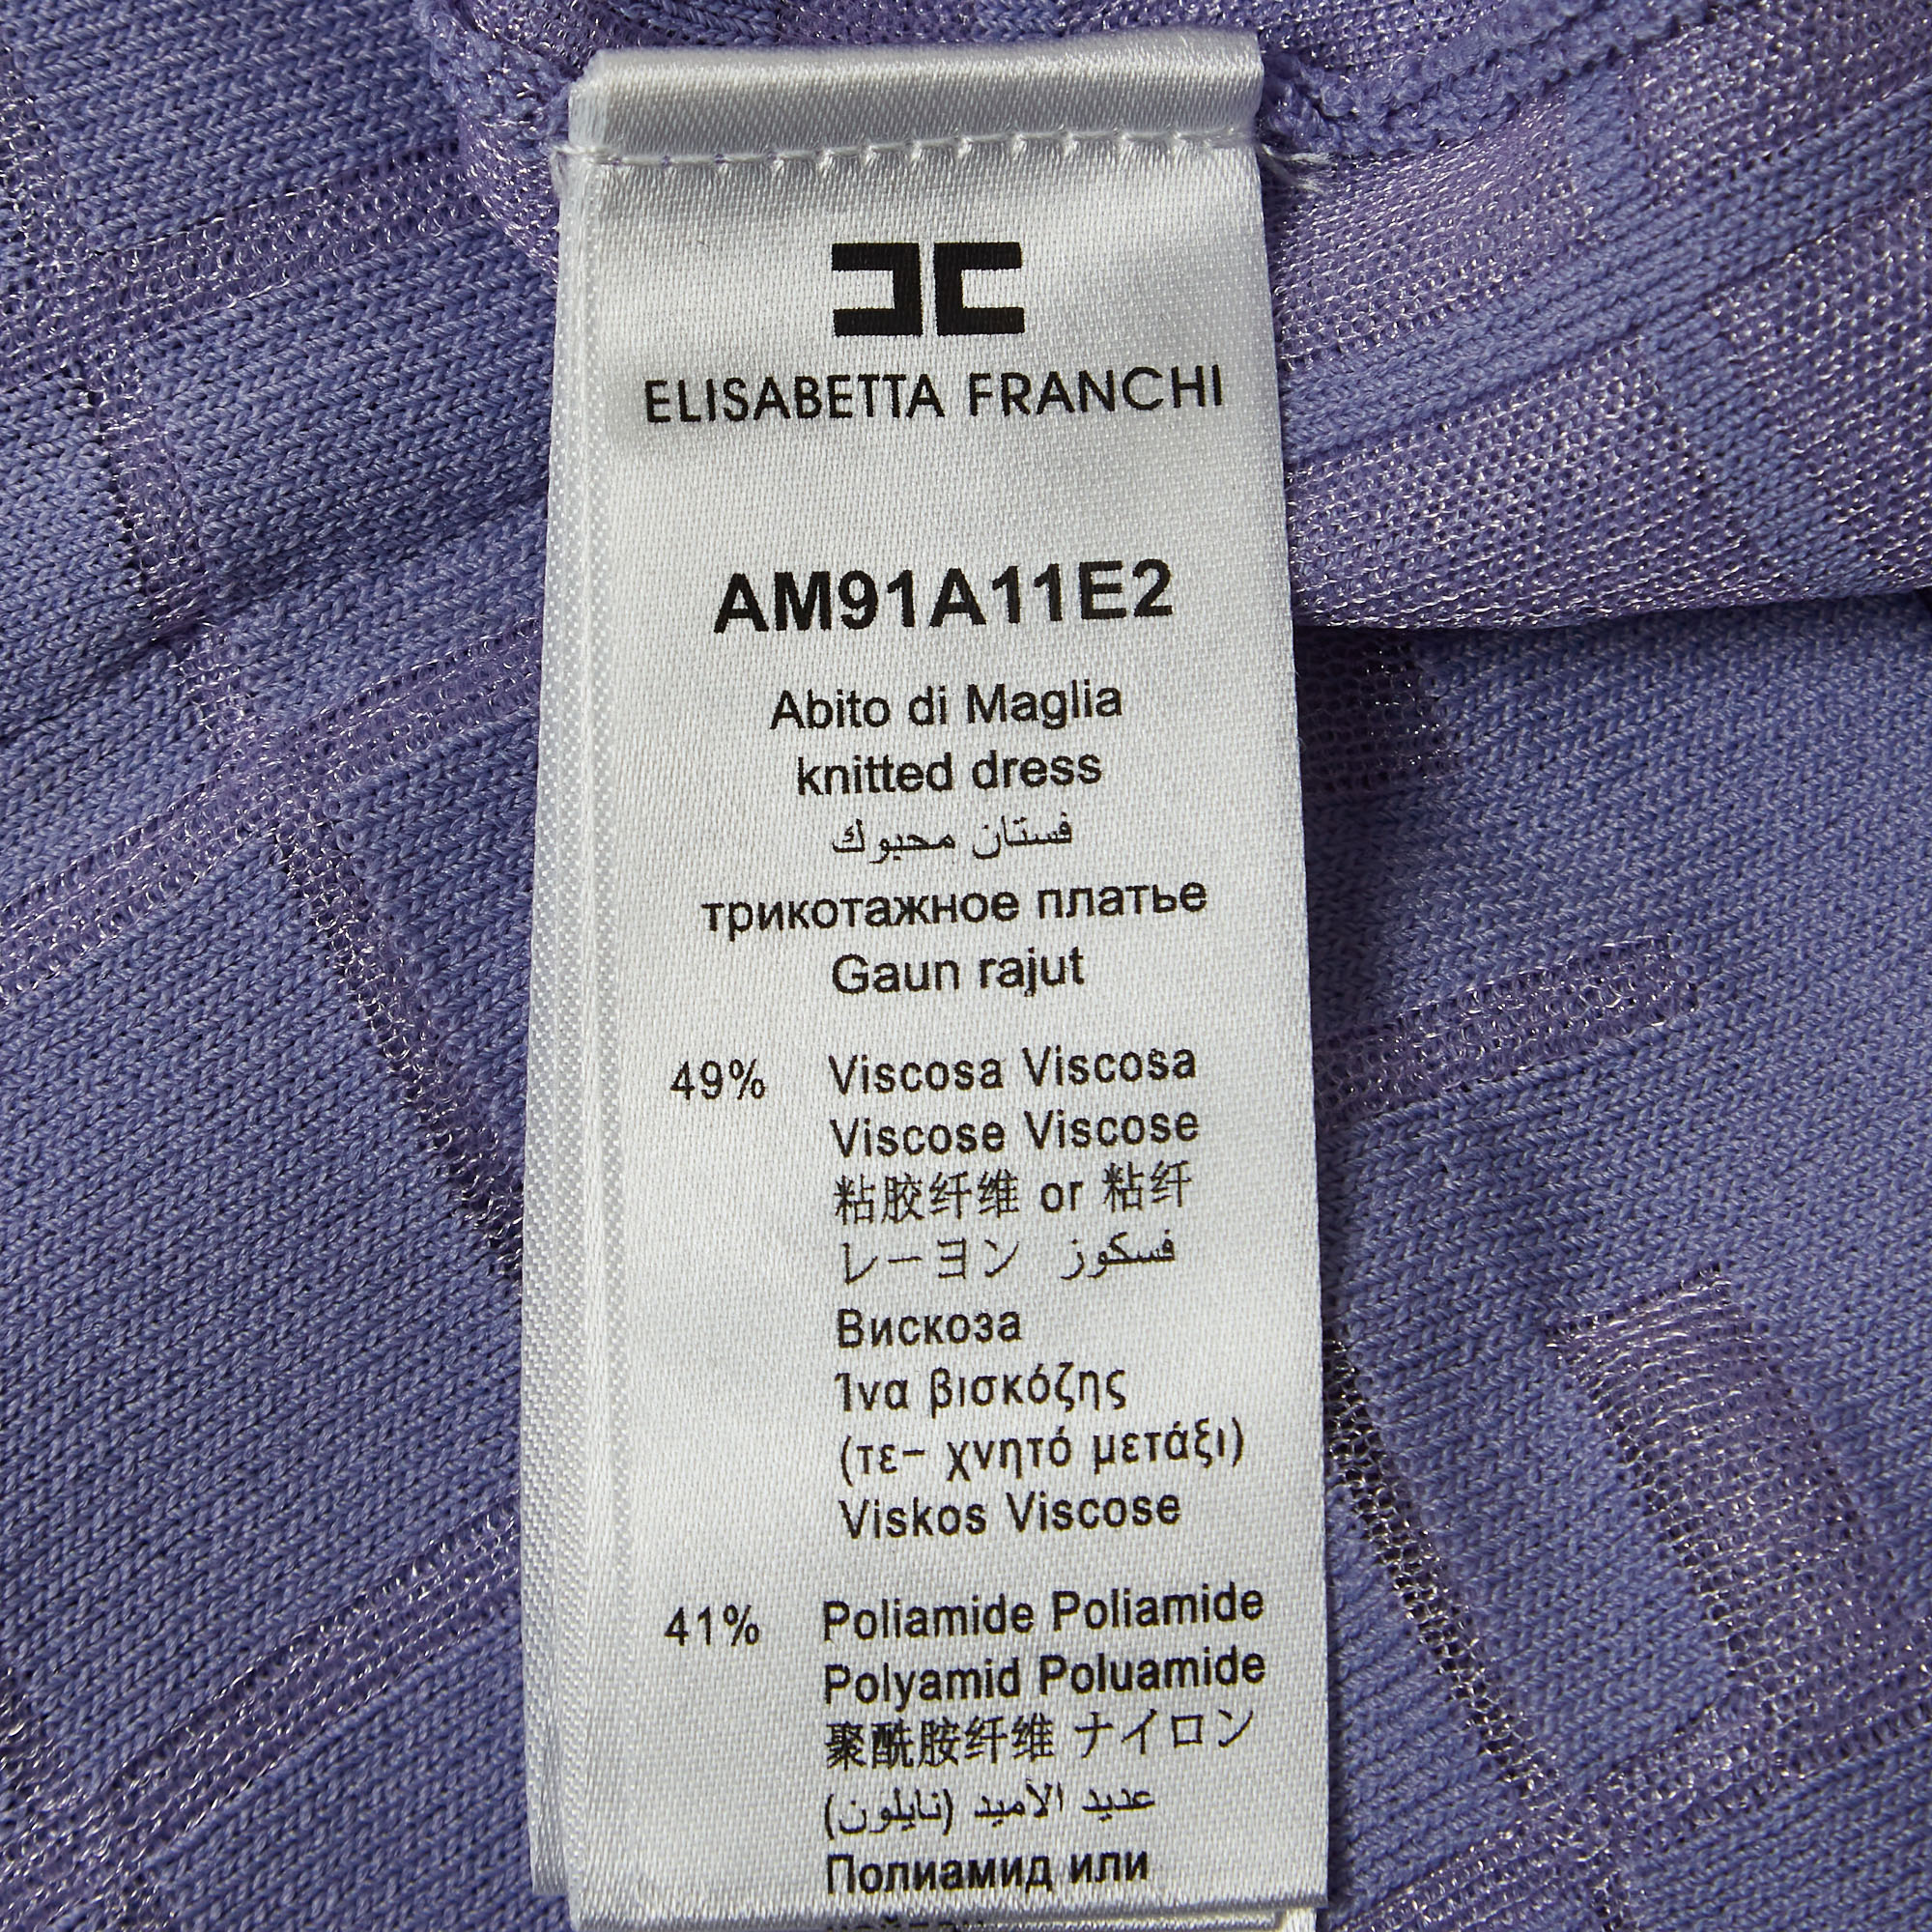 ELISABETTA FRANCHI
AM91A11E2
Abito di Maglia
knitted dress
فستان محبوك
трикотажное платье
Gaun rajut
49% Viscosa Viscosa
Viscose Viscose
粘胶纤维 or 粘纤
レーヨン فسكوز
Вискоза
Ίνα βισκόζης
(τε- χνητό μετάξι)
Viskos Viscose
41% Poliamide Poliamide
Polyamid Poluamide
聚酰胺纤维 ナイロン
عديد الأميد (نايلون)
Полиамид или